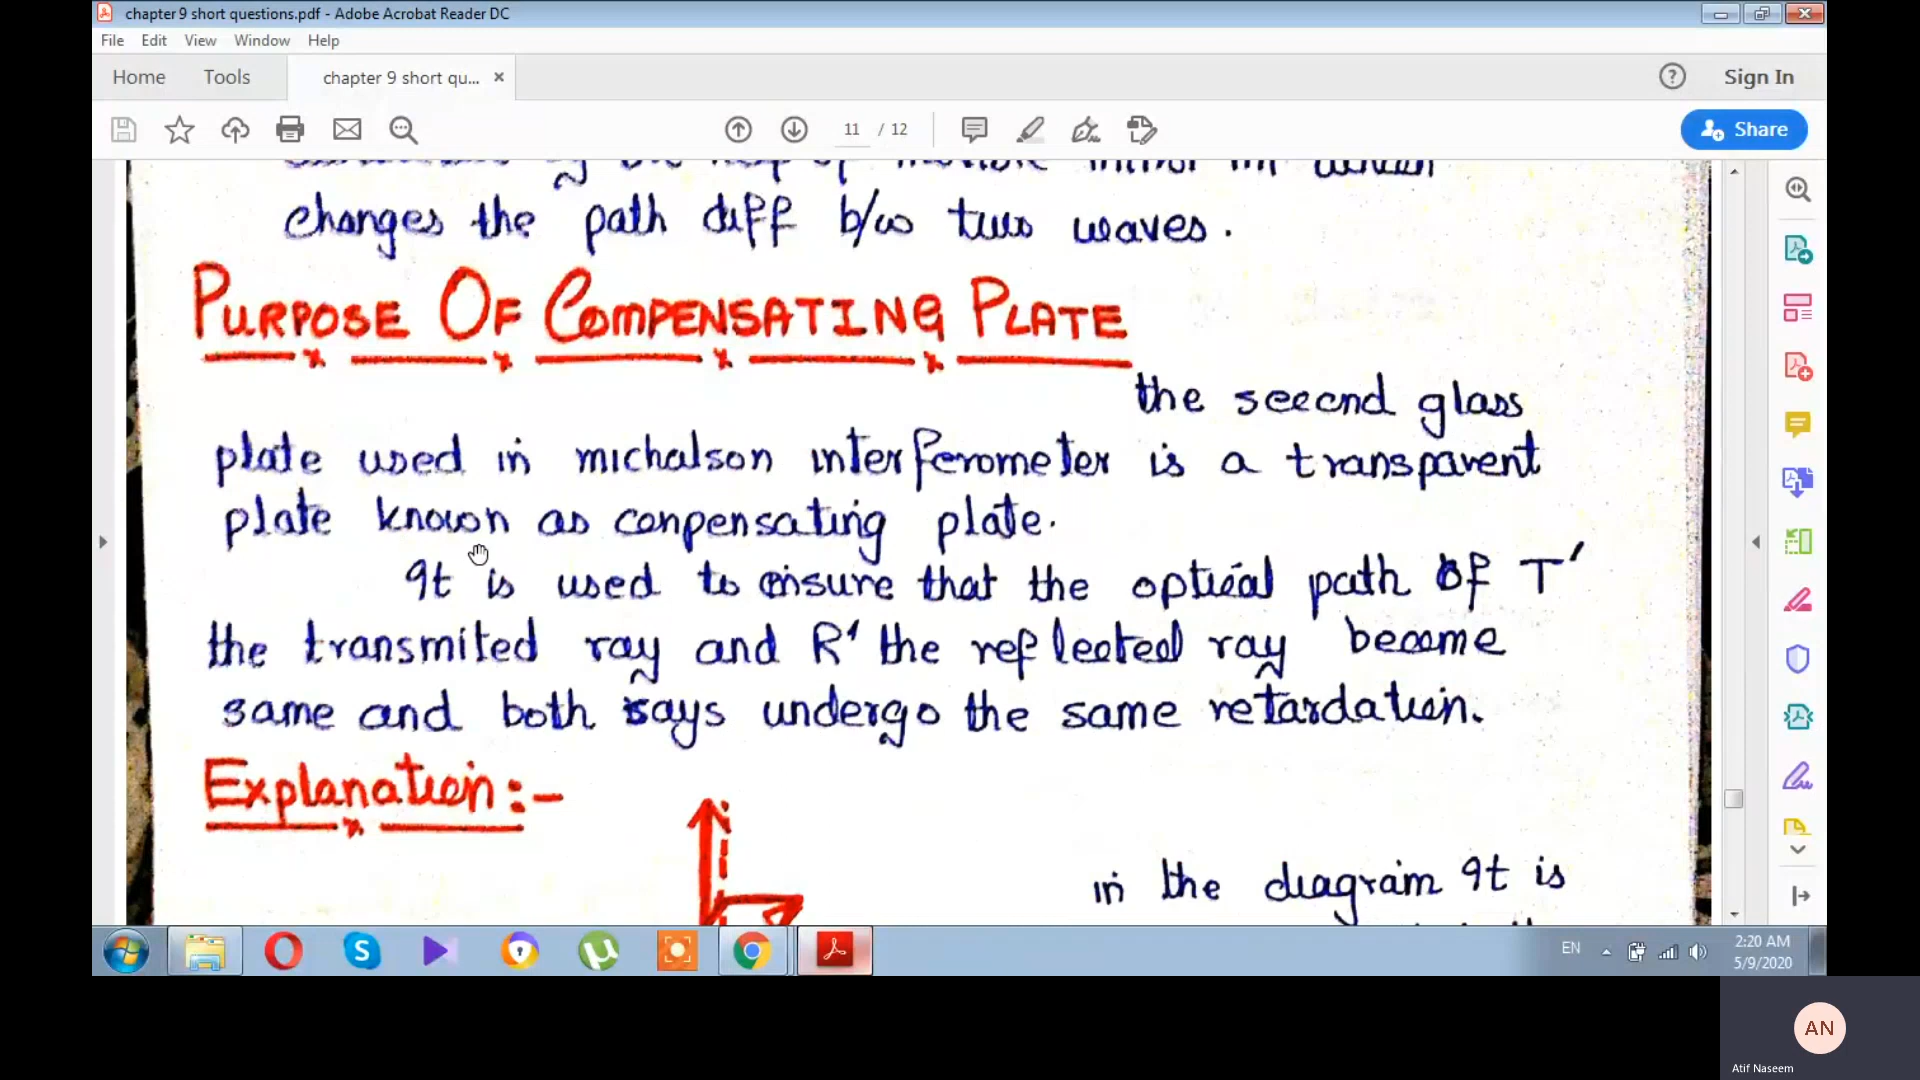 chapter 9 short questions.pdf - Adobe Acrobat Reader DC
File Edit View Window Help
Home Tools chapter 9 short qu... ×
Sign In
11 / 12
Share
changes the path diff b/w two waves.
PURPOSE OF COMPENSATING PLATE
the second glass
plate used in michalson interferometer is a transparent
plate known as conpensating plate.
It is used to ensure that the optical path of T'
the transmited ray and R' the reflected ray become
same and both rays undergo the same retardation.
Explanation:-
in the diagram It is
EN
2:20 AM
5/9/2020
AN
Atif Naseem